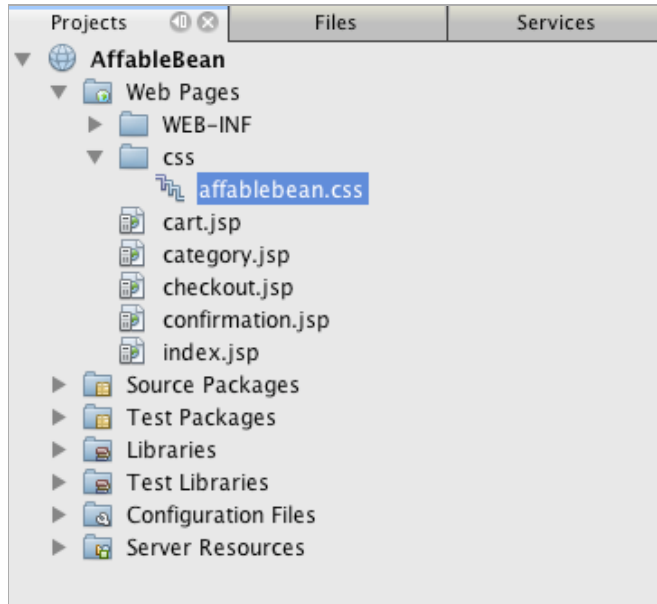 Projects Files Services
AffableBean
Web Pages
WEB-INF
css
affablebean.css
cart.jsp
category.jsp
checkout.jsp
confirmation.jsp
index.jsp
Source Packages
Test Packages
Libraries
Test Libraries
Configuration Files
Server Resources